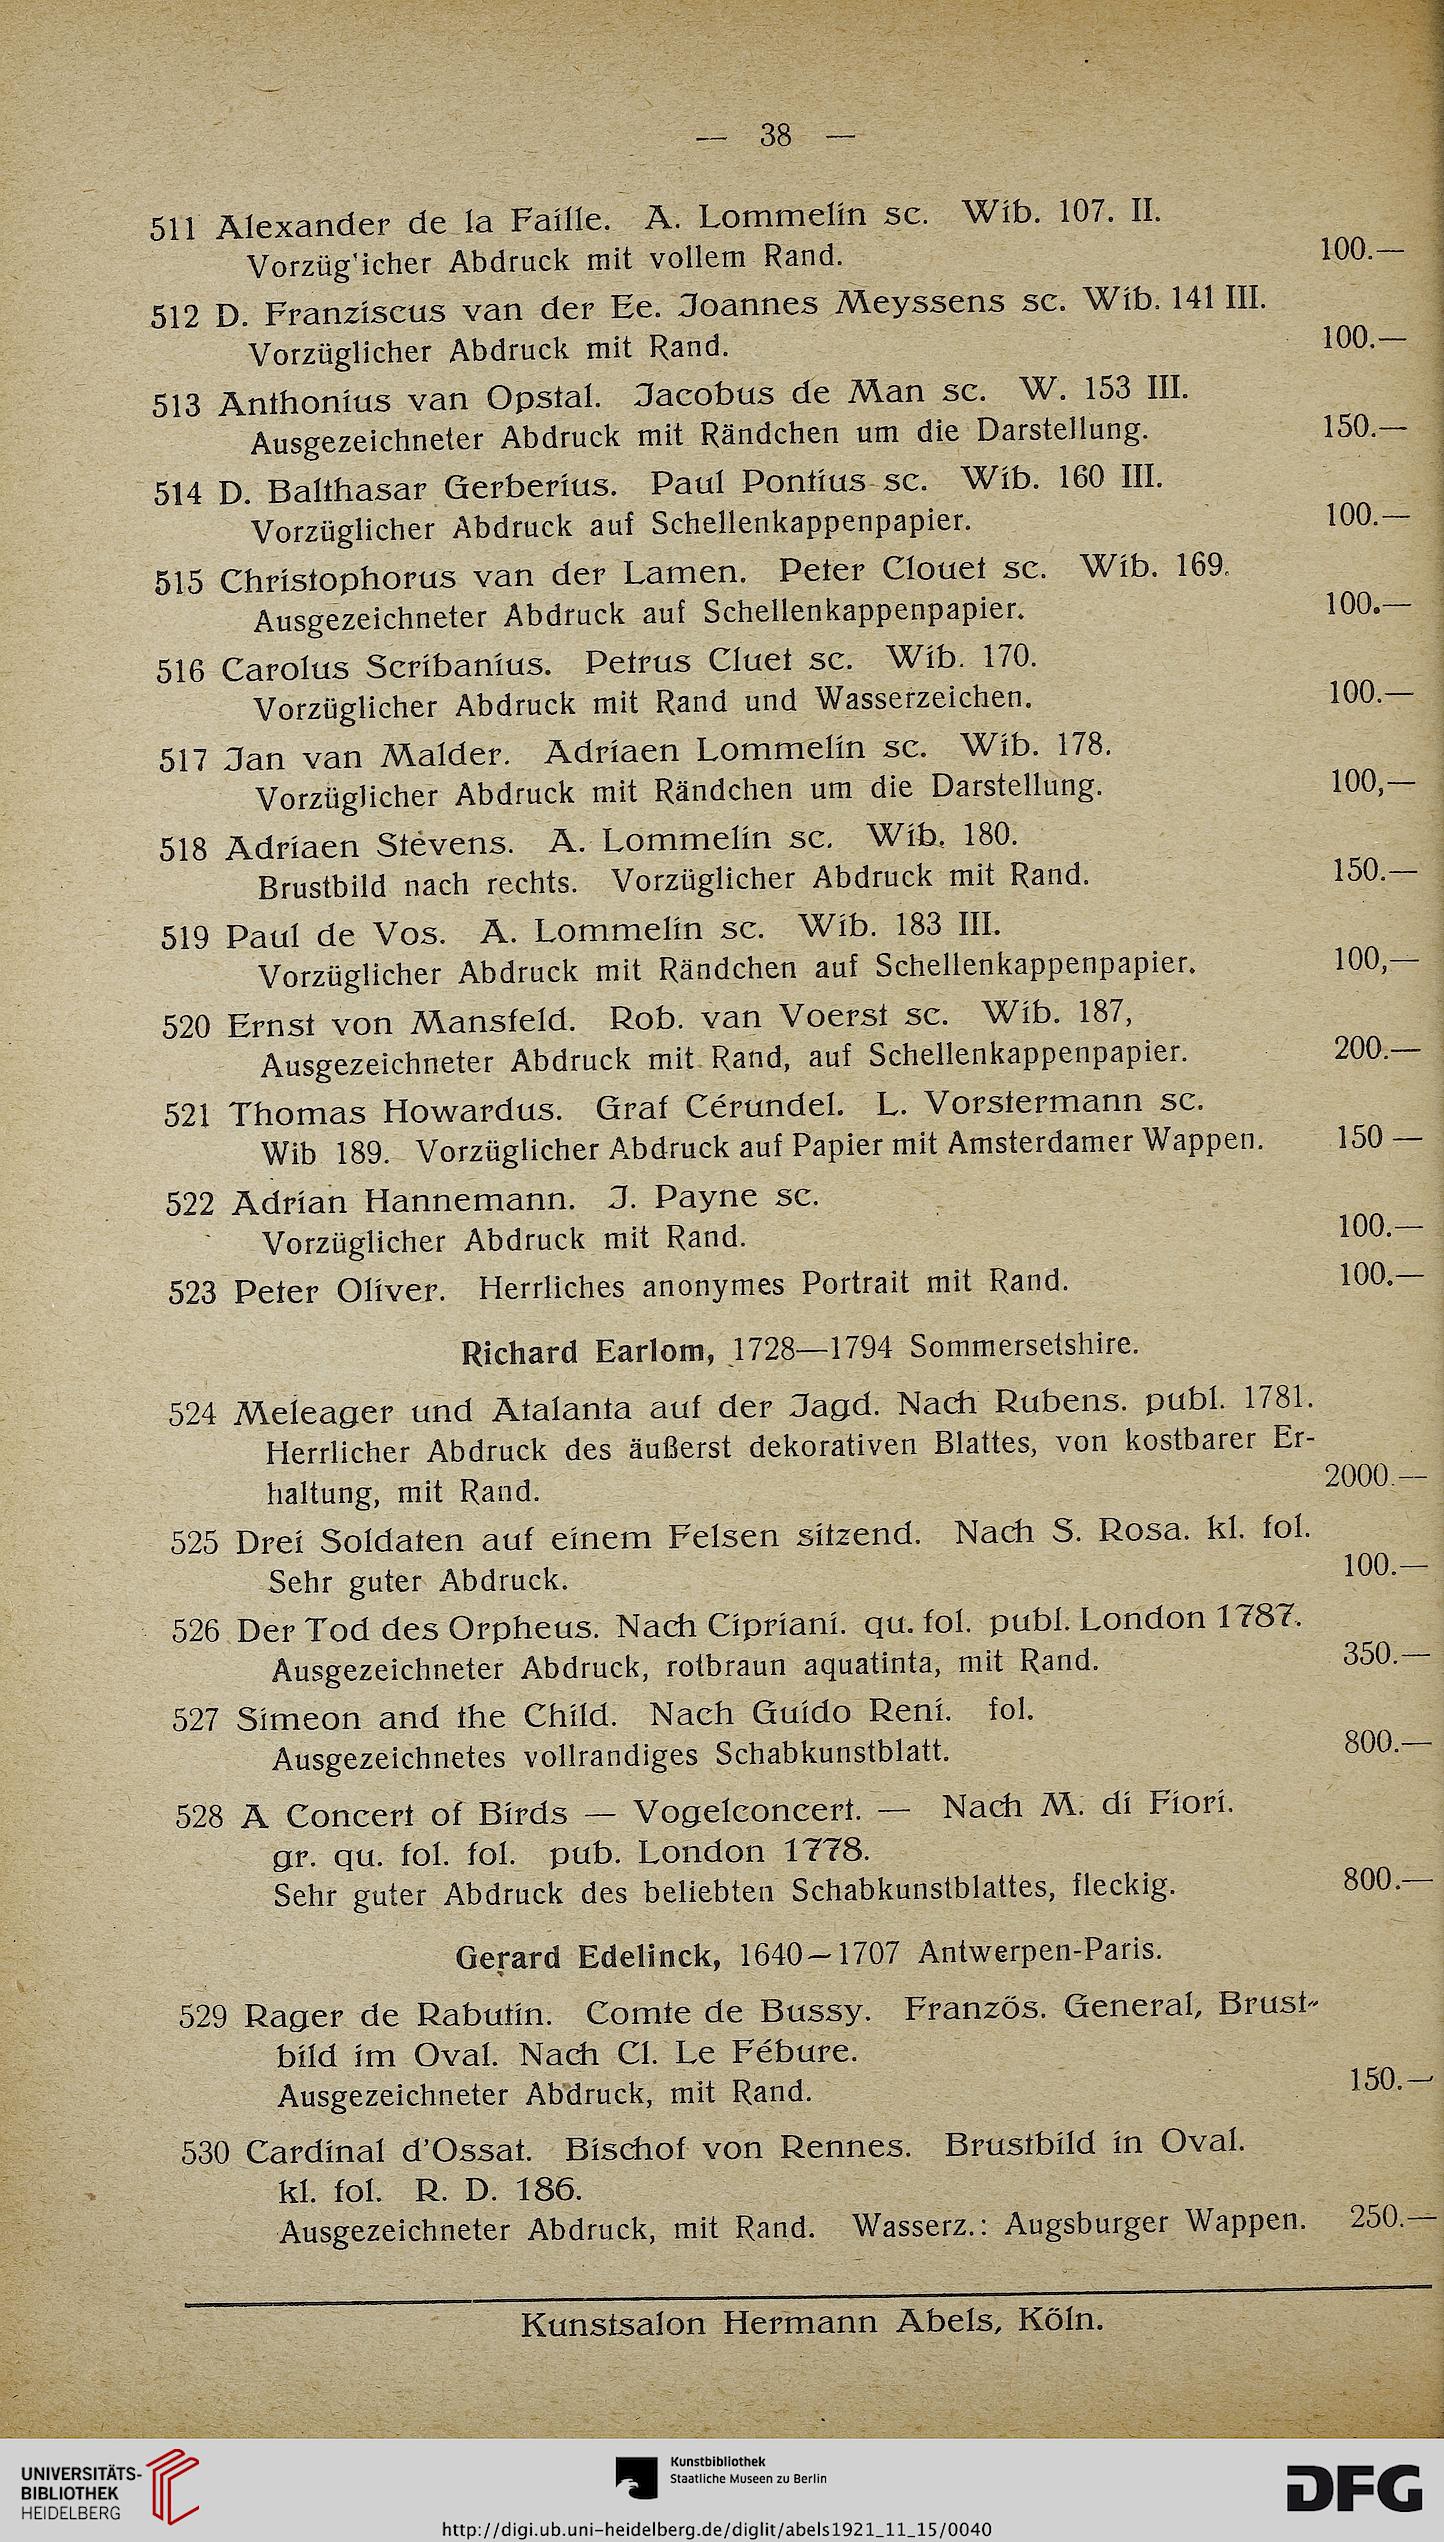 — 38 —
511 Alexander de la Faille. A. Lommelin sc. Wib. 107. II.
Vorzüg'icher Abdruck mit vollem Rand. 100.—
512 D. Franziscus van der Ee. Joannes Meyssens sc. Wib. 141 III.
Vorzüglicher Abdruck mit Rand. 100.—
513 Anthonius van Opstal. Jacobus de Man sc. W. 153 III.
Ausgezeichneter Abdruck mit Rändchen um die Darstellung. 150.—
514 D. Balthasar Gerberius. Paul Pontius sc. Wib. 160 III.
Vorzüglicher Abdruck auf Schellenkappenpapier. 100.—
515 Christophorus van der Lamen. Peter Clouet sc. Wib. 169.
Ausgezeichneter Abdruck auf Schellenkappenpapier. 100.—
516 Carolus Scribanius. Petrus Cluet sc. Wib. 170.
Vorzüglicher Abdruck mit Rand und Wasserzeichen. 100.—
517 Jan van Malder. Adriaen Lommelin sc. Wib. 178.
Vorzüglicher Abdruck mit Rändchen um die Darstellung. 100,—
518 Adriaen Stevens. A. Lommelin sc. Wib. 180.
Brustbild nach rechts. Vorzüglicher Abdruck mit Rand. 150.—
519 Paul de Vos. A. Lommelin sc. Wib. 183 III.
Vorzüglicher Abdruck mit Rändchen auf Schellenkappenpapier. 100,—
520 Ernst von Mansfeld. Rob. van Voerst sc. Wib. 187,
Ausgezeichneter Abdruck mit Rand, auf Schellenkappenpapier. 200.—
521 Thomas Howardus. Graf Cérundel. L. Vorstermann sc.
Wib 189. Vorzüglicher Abdruck auf Papier mit Amsterdamer Wappen. 150 —
522 Adrian Hannemann. J. Payne sc.
Vorzüglicher Abdruck mit Rand. 100.—
523 Peter Oliver. Herrliches anonymes Portrait mit Rand. 100.—
Richard Earlom, 1728—1794 Sommersetshire.
524 Meleager und Atalanta auf der Jagd. Nach Rubens. publ. 1781.
Herrlicher Abdruck des äußerst dekorativen Blattes, von kostbarer Er-
haltung, mit Rand. 2000.—
525 Drei Soldaten auf einem Felsen sitzend. Nach S. Rosa. kl. fol.
Sehr guter Abdruck. 100.—
526 Der Tod des Orpheus. Nach Cipriani. qu. fol. publ. London 1787.
Ausgezeichneter Abdruck, rotbraun aquatinta, mit Rand. 350.—
527 Simeon and the Child. Nach Guido Reni. fol.
Ausgezeichnetes vollrandiges Schabkunstblatt. 800.—
528 A Concert of Birds — Vogelconcert. — Nach M. di Fiori.
gr. qu. fol. fol. pub. London 1778.
Sehr guter Abdruck des beliebten Schabkunstblattes, fleckig. 800.—
Gerard Edelinck, 1640—1707 Antwerpen-Paris.
529 Rager de Rabutin. Comte de Bussy. Französ. General, Brust-
bild im Oval. Nach Cl. Le Fébure.
Ausgezeichneter Abdruck, mit Rand. 150.—
530 Cardinal d'Ossat. Bischof von Rennes. Brustbild in Oval.
kl. fol. R. D. 186.
Ausgezeichneter Abdruck, mit Rand. Wasserz.: Augsburger Wappen. 250.—
Kunstsalon Hermann Abels, Köln.
UNIVERSITÄTS-
BIBLIOTHEK
HEIDELBERG
Kunstbibliothek
Staatliche Museen zu Berlin
DFG
http://digi.ub.uni-heidelberg.de/diglit/abels1921_11_15/0040